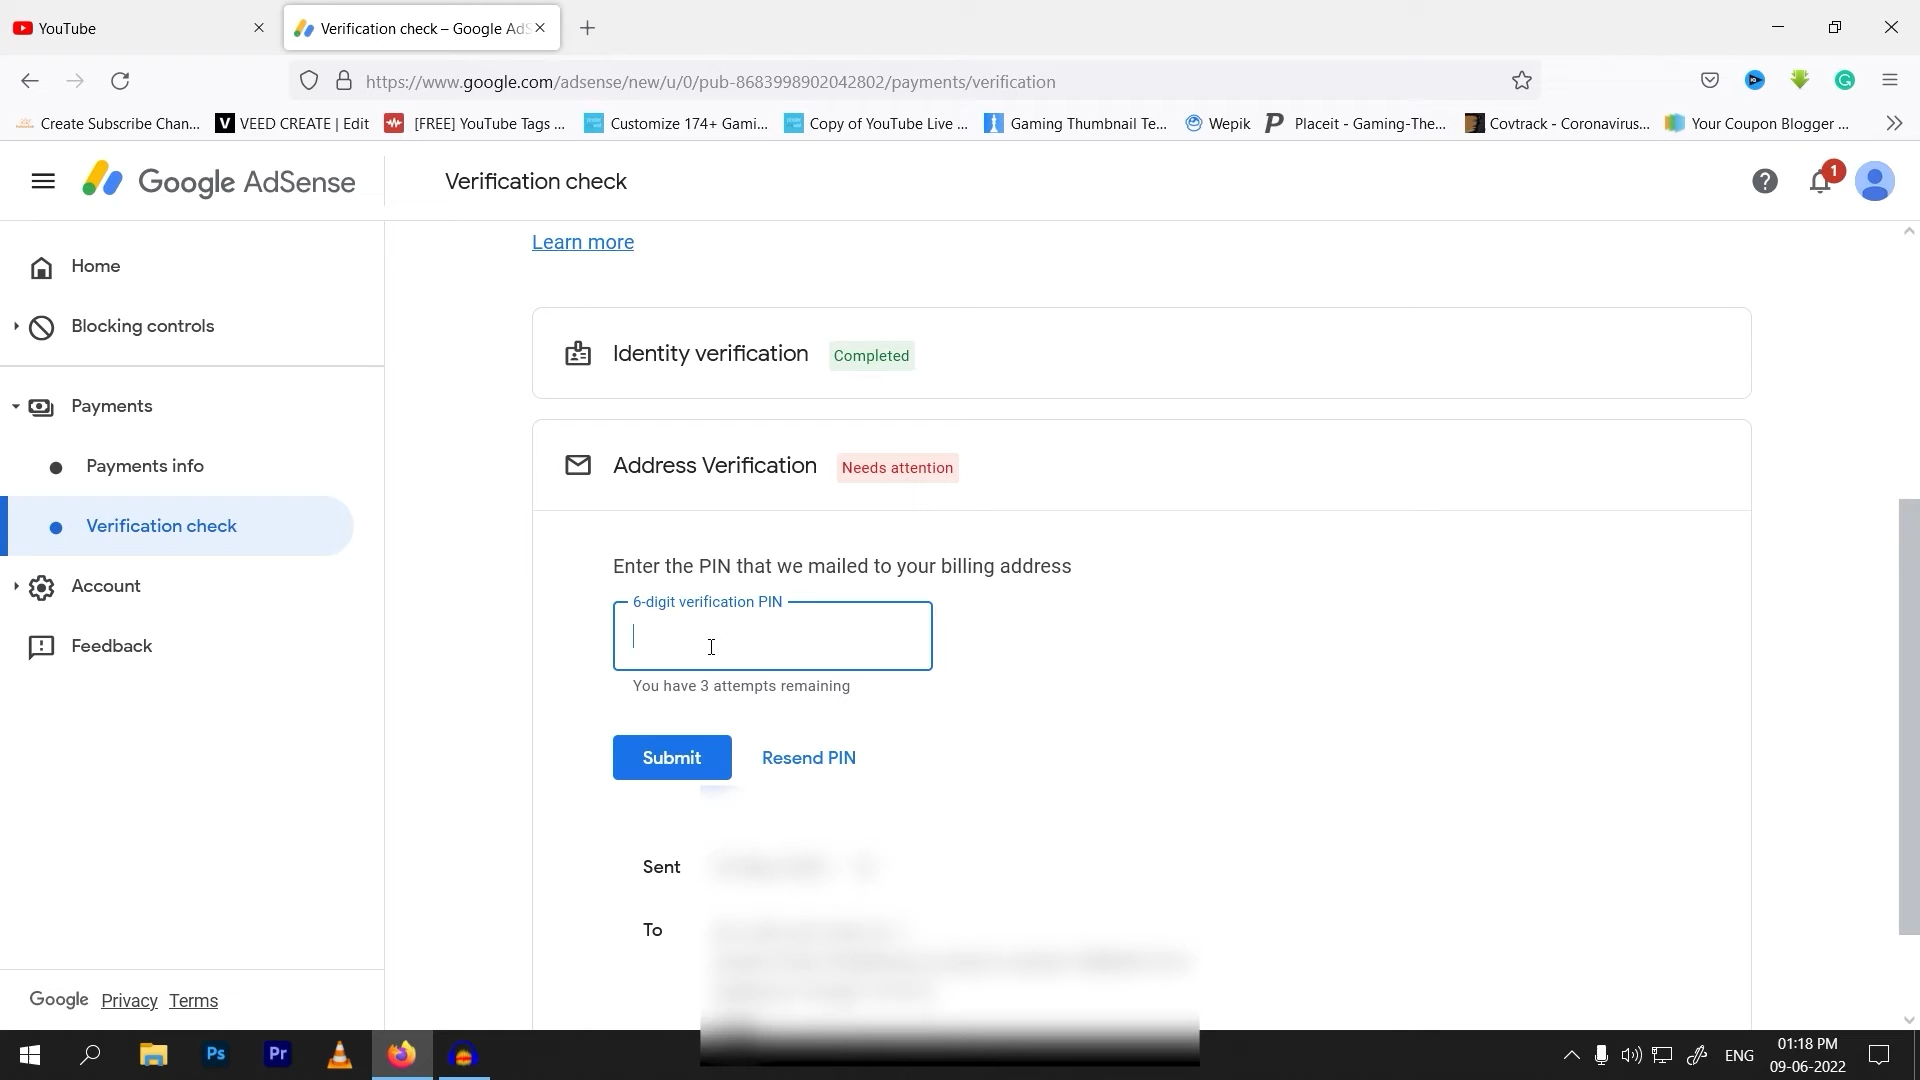 YouTube
Verification check – Google AdS
https://www.google.com/adsense/new/u/0/pub-8683998902042802/payments/verification
Create Subscribe Chan...
V VEED CREATE | Edit
[FREE] YouTube Tags ...
Customize 174+ Gami...
Copy of YouTube Live ...
Gaming Thumbnail Te...
Wepik
Placeit - Gaming-The...
Covtrack - Coronavirus...
Your Coupon Blogger ...
Google AdSense
Verification check
1
Home
Blocking controls
Payments
Payments info
Verification check
Account
Feedback
Google Privacy Terms
Learn more
Identity verification Completed
Address Verification Needs attention
Enter the PIN that we mailed to your billing address
6-digit verification PIN
You have 3 attempts remaining
Submit Resend PIN
Sent
To
Ps
Pr
ENG
01:18 PM
09-06-2022